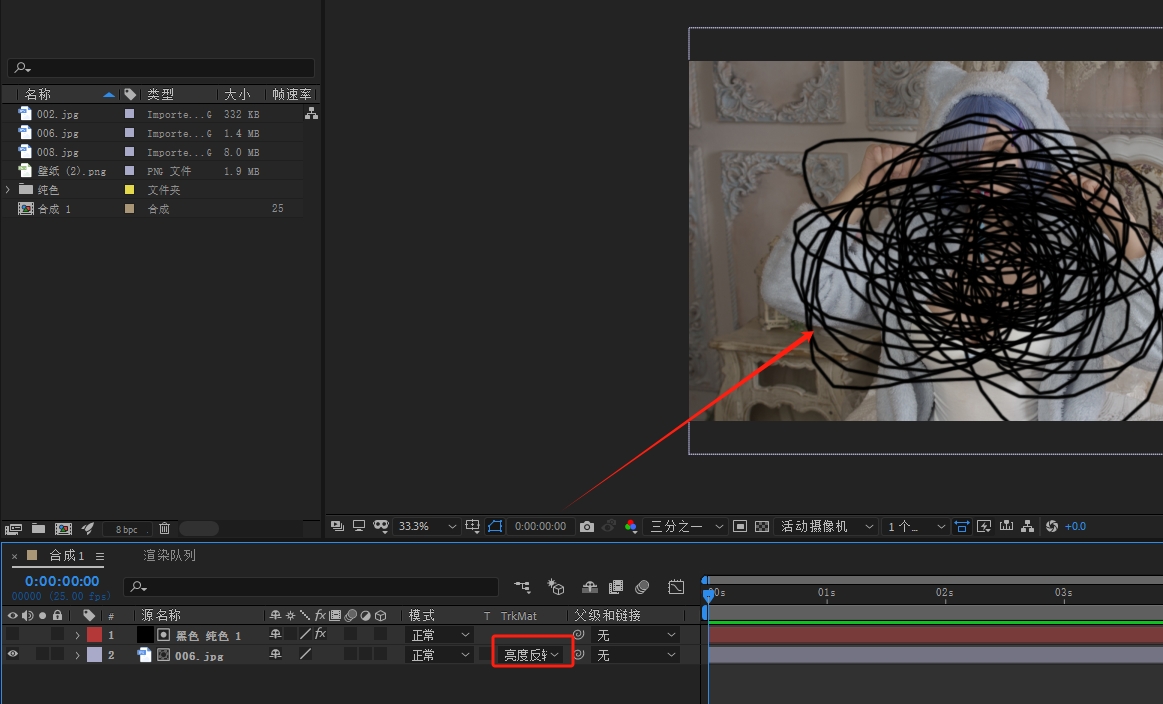 名称 类型 大小 帧速率
002.jpg Importe...G 332 KB
006.jpg Importe...G 1.4 MB
008.jpg Importe...G 8.0 MB
壁纸 (2).png PNG 文件 1.9 MB
纯色 文件夹
合成 1 合成 25
8 bpc
33.3% 0:00:00:00 三分之一 活动摄像机 1 个... +0.0
× 合成 1 渲染队列
0:00:00:00
00000 (25.00 fps)
:00s 01s 02s 03s
# 源名称 fx 模式 T TrkMat 父级和链接
1 黑色 纯色 1 fx 正常 无
2 006.jpg 正常 亮度反转 无